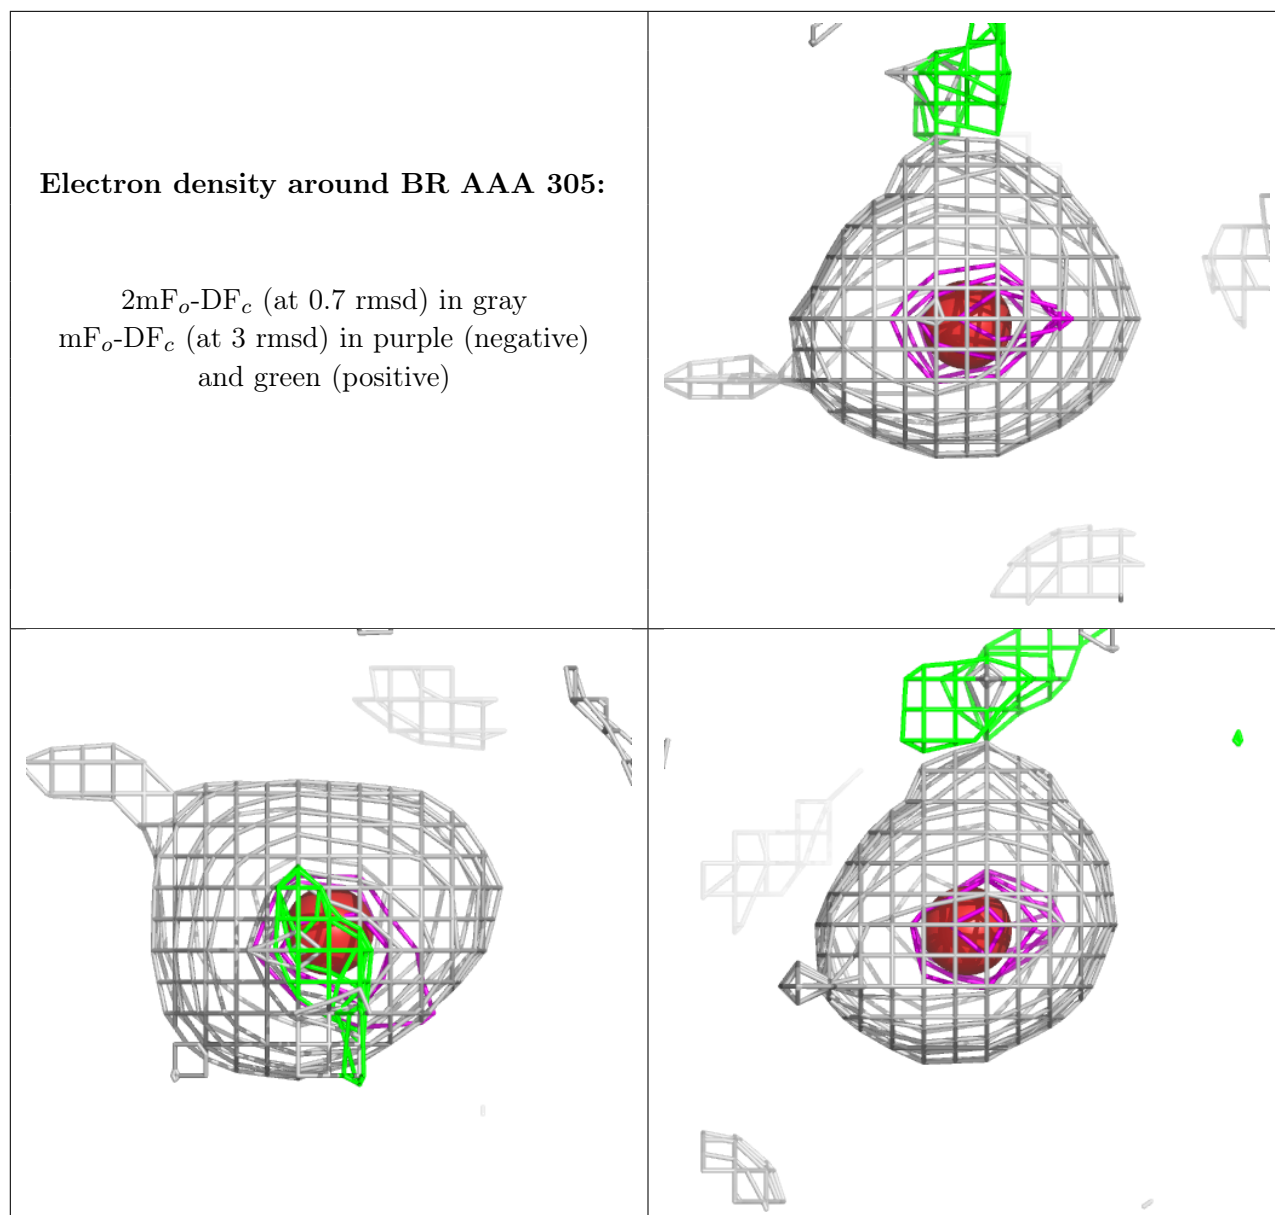 Electron density around BR AAA 305:
2mFo-DFc (at 0.7 rmsd) in gray
mFo-DFc (at 3 rmsd) in purple (negative)
and green (positive)